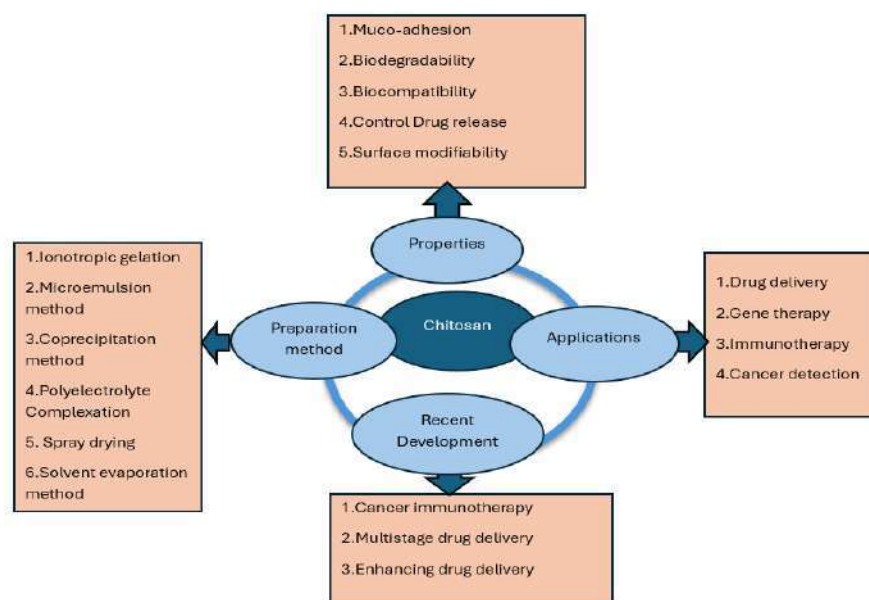 1.Muco-adhesion
2.Biodegradability
3.Biocompatibility
4.Control Drug release
5.Surface modifiability
Properties
1.Ionotropic gelation
2.Microemulsion
method
3.Coprecipitation
method
4.Polyelectrolyte
Complexation
5. Spray drying
6.Solvent evaporation
method
Preparation
method
Chitosan
Applications
1.Drug delivery
2.Gene therapy
3.Immunotherapy
4.Cancer detection
Recent
Development
1.Cancer immunotherapy
2.Multistage drug delivery
3.Enhancing drug delivery